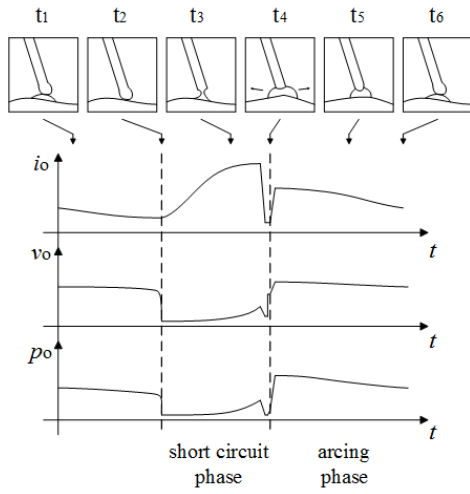 t1 t2 t3 t4 t5 t6
io
t
vo
t
po
t
short circuit
phase
arcing
phase